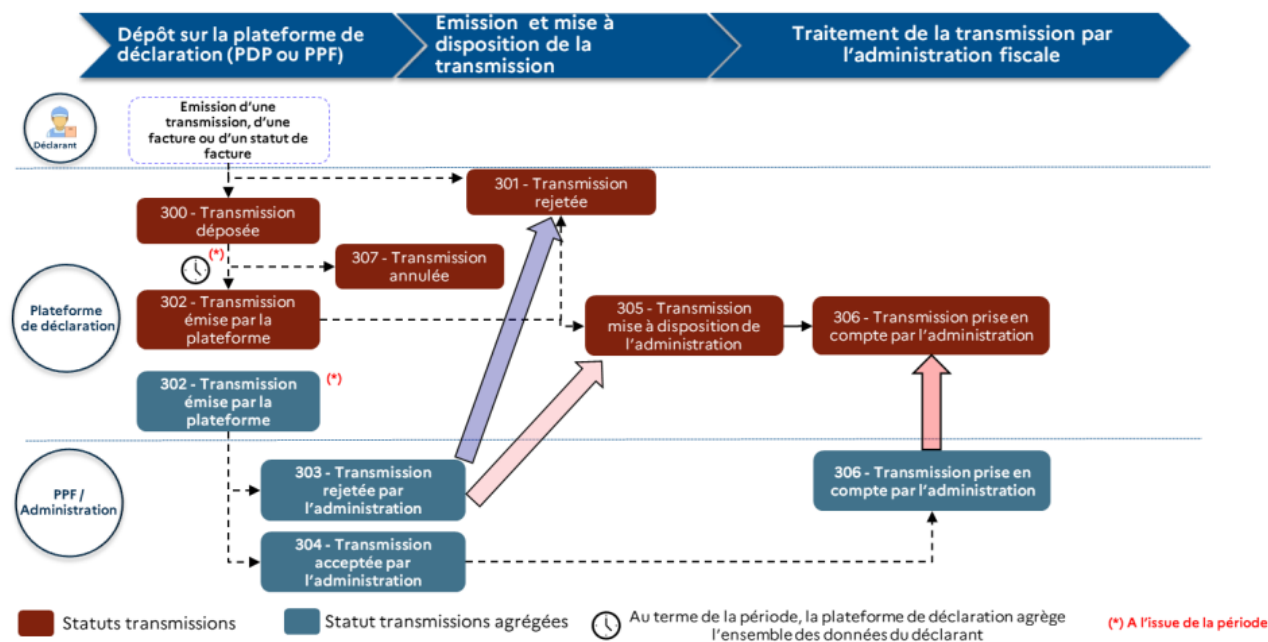 Dépôt sur la plateforme de
déclaration (PDP ou PPF)
Emission et mise à
disposition de la
transmission
Traitement de la transmission par
l’administration fiscale
Déclarant
Emission d’une
transmission, d’une
facture ou d’un statut de
facture
301 - Transmission
rejetée
300 - Transmission
déposée
(*)
307 - Transmission
annulée
Plateforme
de déclaration
302 - Transmission
émise par la
plateforme
305 - Transmission
mise à disposition de
l’administration
306 - Transmission prise en
compte par l’administration
302 - Transmission
émise par la
plateforme
(*)
PPF /
Administration
303 - Transmission
rejetée par
l’administration
306 - Transmission prise en
compte par l’administration
304 - Transmission
acceptée par
l’administration
Statuts transmissions
Statut transmissions agrégées
Au terme de la période, la plateforme de déclaration agrège
l’ensemble des données du déclarant
(*) A l’issue de la période